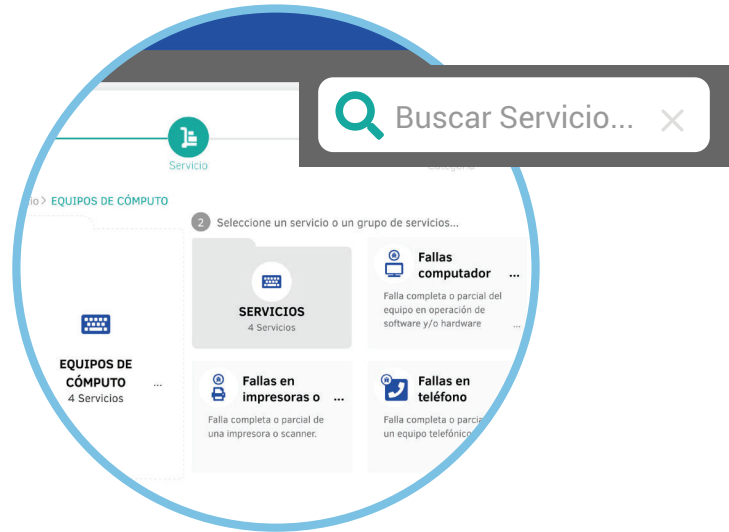 Buscar Servicio...
Servicio
EQUIPOS DE CÓMPUTO
2 Seleccione un servicio o un grupo de servicios...
EQUIPOS DE
CÓMPUTO ...
4 Servicios
SERVICIOS
4 Servicios
Fallas
computador ...
Falla completa o parcial del
equipo en operación de
software y/o hardware ...
Fallas en
impresoras o ...
Falla completa o parcial de
una impresora o scanner.
Fallas en
teléfono
Falla completa o
un equipo telefónico